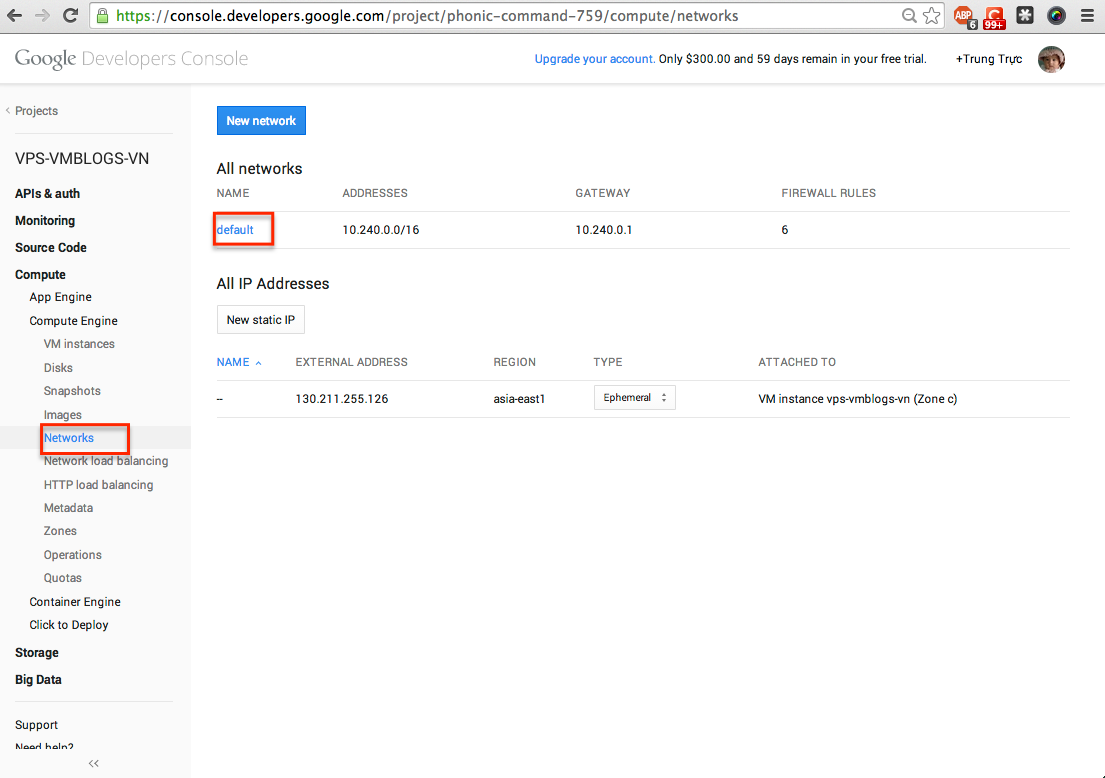 https://console.developers.google.com/project/phonic-command-759/compute/networks
ABP 6 C 99+
Google Developers Console
Upgrade your account. Only $300.00 and 59 days remain in your free trial.
+Trung Trực
Projects
VPS-VMBLOGS-VN
APIs & auth
Monitoring
Source Code
Compute
App Engine
Compute Engine
VM instances
Disks
Snapshots
Images
Networks
Network load balancing
HTTP load balancing
Metadata
Zones
Operations
Quotas
Container Engine
Click to Deploy
Storage
Big Data
Support
Need help?
New network
All networks
NAME ADDRESSES GATEWAY FIREWALL RULES
default 10.240.0.0/16 10.240.0.1 6
All IP Addresses
New static IP
NAME EXTERNAL ADDRESS REGION TYPE ATTACHED TO
-- 130.211.255.126 asia-east1 Ephemeral VM instance vps-vmblogs-vn (Zone c)